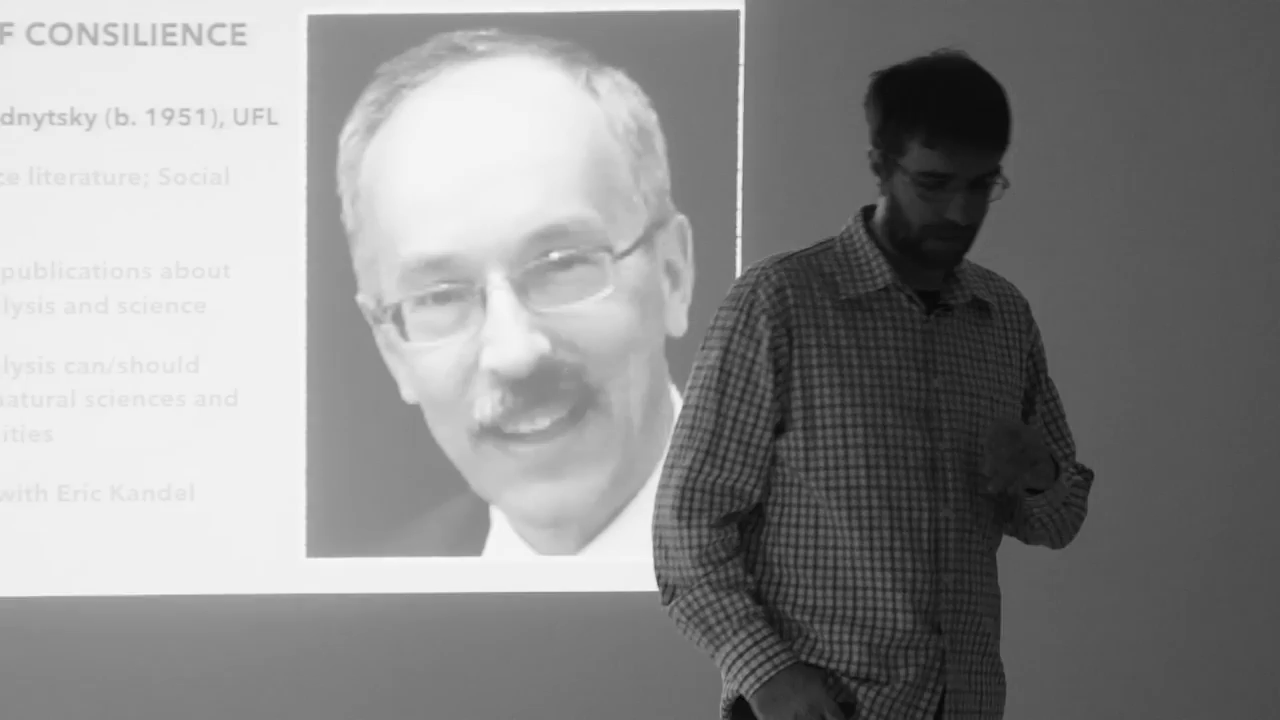 F CONSILIENCE
dnytsky (b. 1951), UFL
ce literature; Social
publications about
lysis and science
lysis can/should
natural sciences and
ities
with Eric Kandel